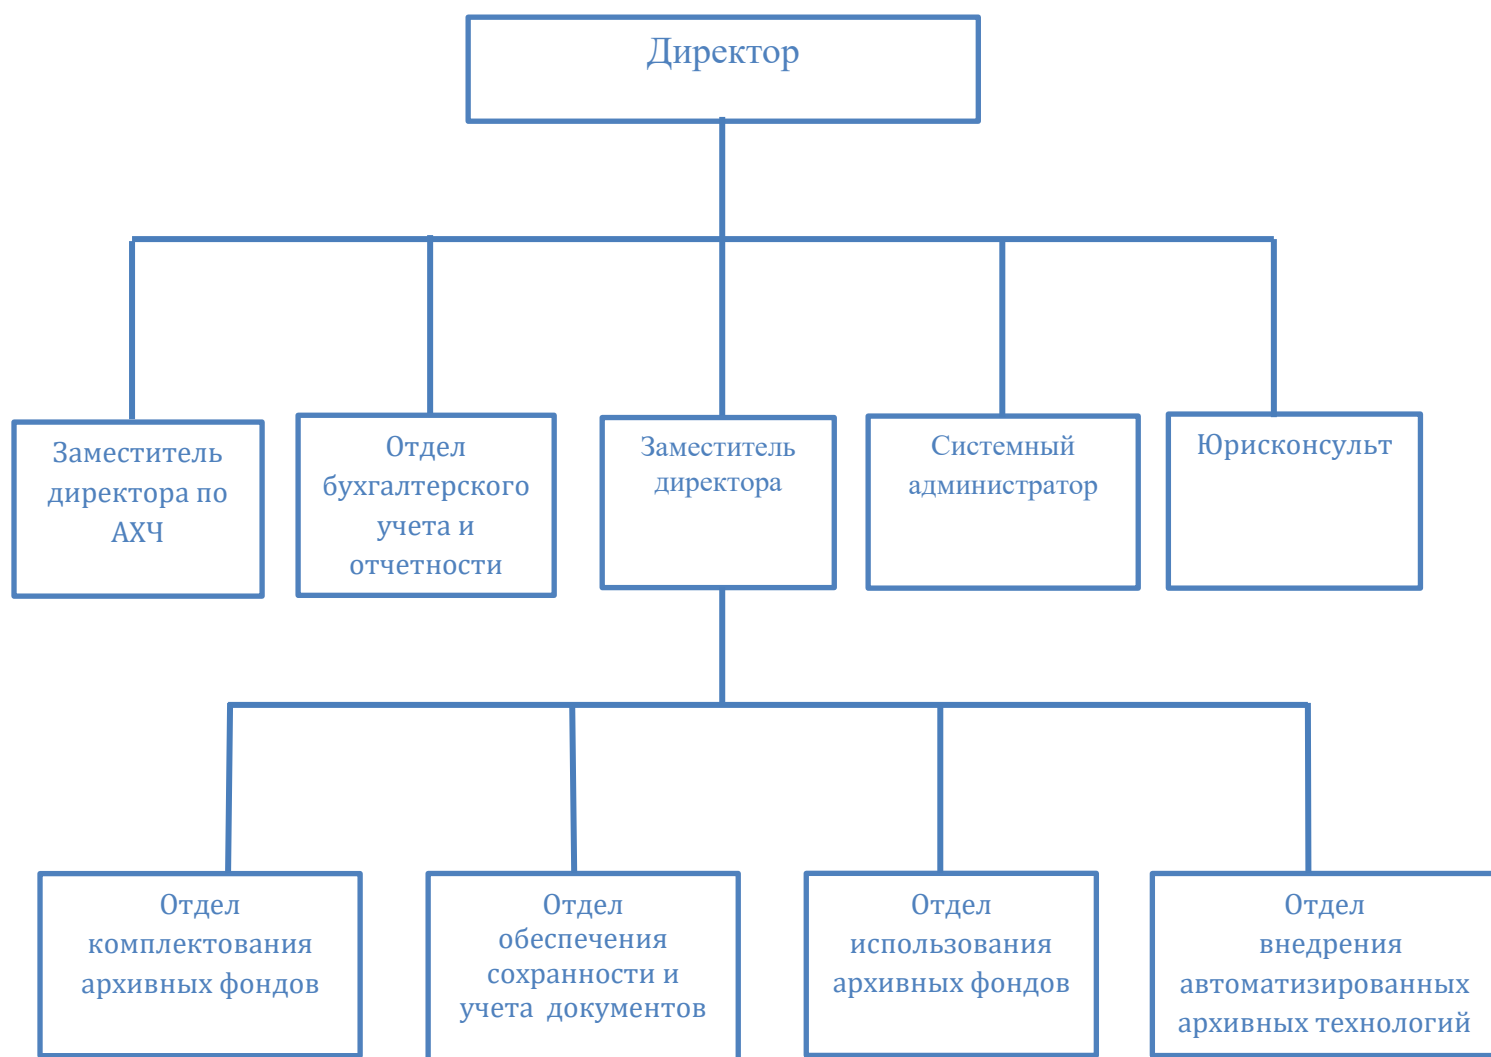 Директор
Заместитель
директора по
АХЧ
Отдел
бухгалтерского
учета и
отчетности
Заместитель
директора
Системный
администратор
Юрисконсульт
Отдел
комплектования
архивных фондов
Отдел
обеспечения
сохранности и
учета документов
Отдел
использования
архивных фондов
Отдел
внедрения
автоматизированных
архивных технологий